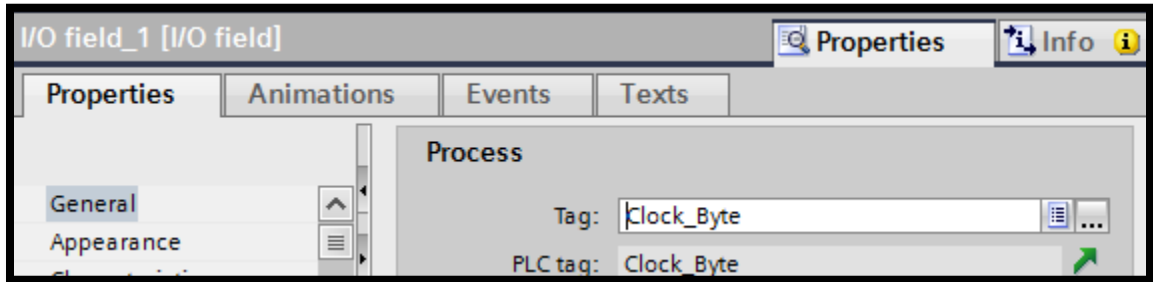 I/O field_1 [I/O field]
Properties
Info
Properties
Animations
Events
Texts
Process
General
Tag: Clock_Byte
...
Appearance
PLC tag: Clock_Byte